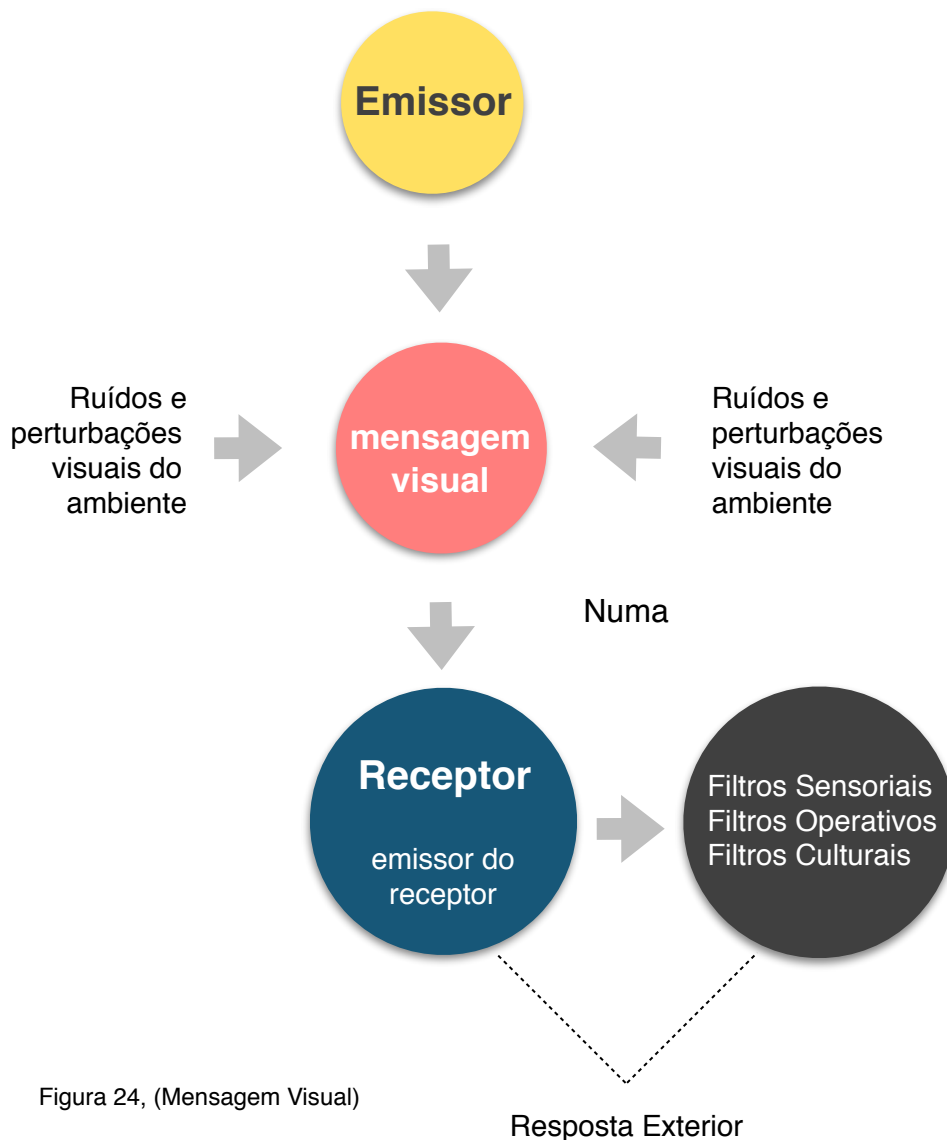 Emissor
Ruídos e
perturbações
visuais do
ambiente
mensagem
visual
Ruídos e
perturbações
visuais do
ambiente
Numa
Receptor
emissor do
receptor
Filtros Sensoriais
Filtros Operativos
Filtros Culturais
Figura 24, (Mensagem Visual)
Resposta Exterior